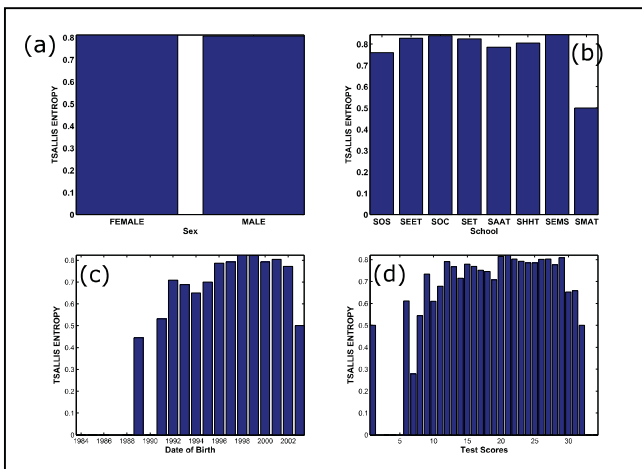 (a)
TSALLIS ENTROPY
0.8
0.7
0.6
0.5
0.4
0.3
0.2
0.1
0
FEMALE MALE
Sex
(b)
TSALLIS ENTROPY
0.8
0.7
0.6
0.5
0.4
0.3
0.2
0.1
0
SOS SEET SOC SET SAAT SHHT SEMS SMAT
School
(c)
TSALLIS ENTROPY
0.8
0.7
0.6
0.5
0.4
0.3
0.2
0.1
0
1984 1986 1988 1990 1992 1994 1996 1998 2000 2002
Date of Birth
(d)
TSALLIS ENTROPY
0.8
0.7
0.6
0.5
0.4
0.3
0.2
0.1
0
5 10 15 20 25 30
Test Scores